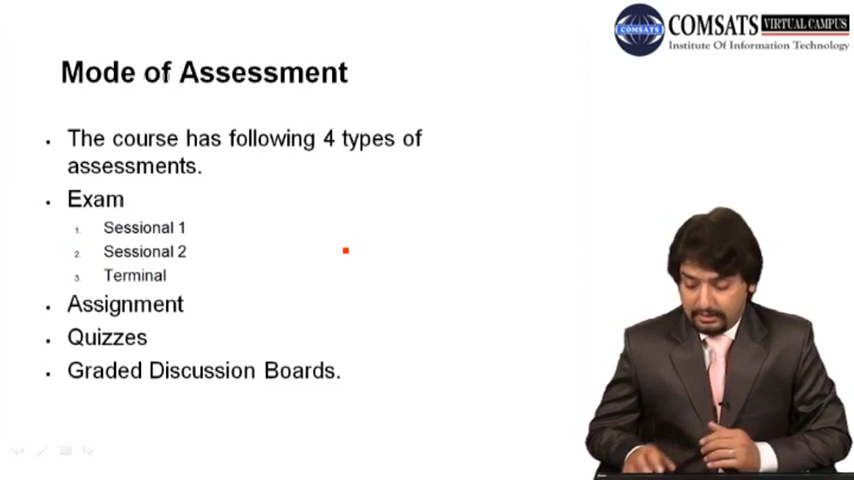 COMSATS VIRTUAL CAMPUS
Institute Of Information Technology
COMSATS
Mode of Assessment
The course has following 4 types of
assessments.
Exam
1. Sessional 1
2. Sessional 2
3. Terminal
Assignment
Quizzes
Graded Discussion Boards.